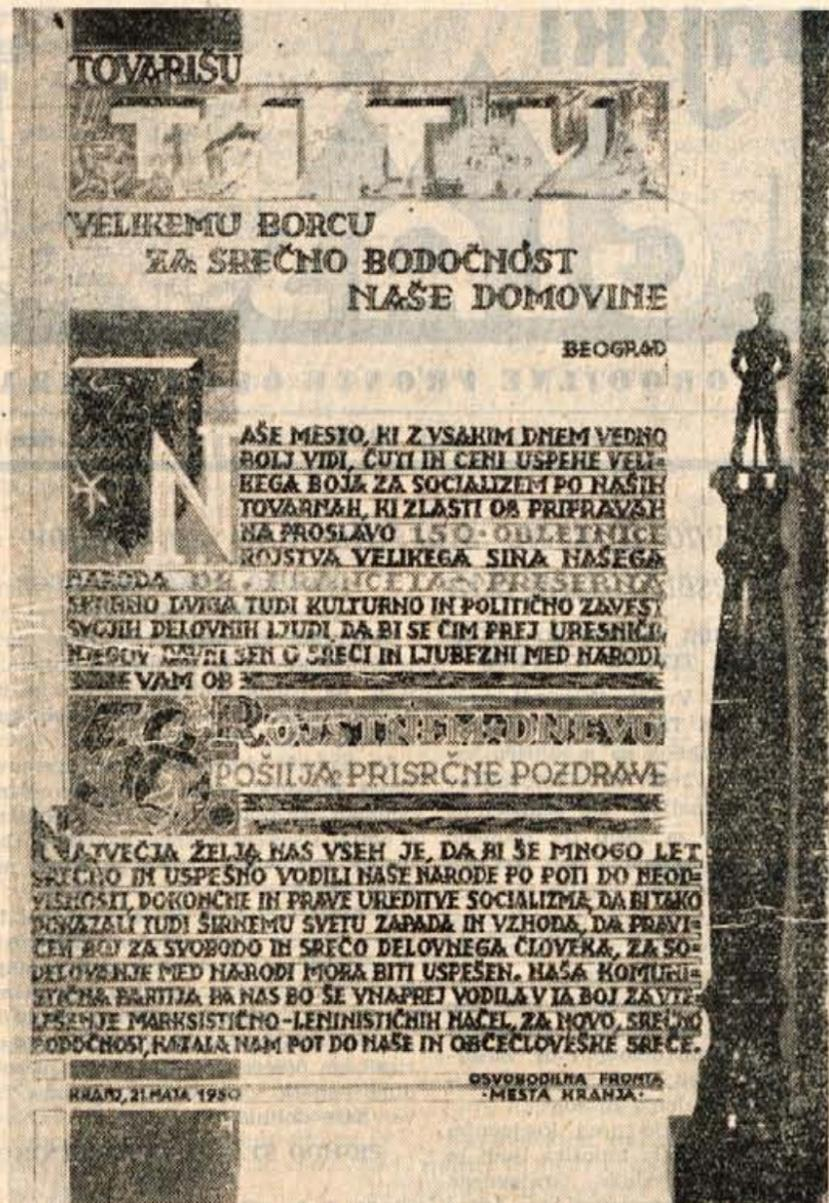 TOVARIŠU
TITU
VELIKEMU BORCU
ZA SREČNO BODOČNOST
NAŠE DOMOVINE
BEOGRAD
NAŠE MESTO, KI Z VSAKIM DNEM VEDNO
BOLJ VIDI, ČUTI IN CENI USPEHE VELI=
KEGA BOJA ZA SOCIALIZEM PO NAŠIH
TOVARNAH, KI ZLASTI OB PRIPRAVAH
NA PROSLAVO 150-OBLETNICE
ROJSTVA VELIKEGA SINA NAŠEGA
NARODA DR. FRANCETA PREŠERNA
SKRBNO DVIGA TUDI KULTURNO IN POLITIČNO ZAVEST
SVOJIH DELOVNIH LJUDI, DA BI SE ČIM PREJ URESNIČIL
NJEGOV DAVNI SEN O SREČI IN LJUBEZNI MED NARODI,
VAM OB
ROJSTNEM DNEVU
POŠILJA PRISRČNE POZDRAVE
NAJVEČJA ŽELJA NAS VSEH JE, DA BI ŠE MNOGO LET
SREČNO IN USPEŠNO VODILI NAŠE NARODE PO POTI DO NEOD=
VISNOSTI, DOKONČNE IN PRAVE UREDITVE SOCIALIZMA, DA BI TAKO
DOKAZALI TUDI ŠIRNEMU SVETU ZAPADA IN VZHODA, DA PRAVI=
ČEN BOJ ZA SVOBODO IN SREČO DELOVNEGA ČLOVEKA, ZA SO=
DELOVANJE MED NARODI MORA BITI USPEŠEN. NAŠA KOMUNI=
STIČNA PARTIJA PA NAS BO ŠE VNAPREJ VODILA V TA BOJ ZA UTE=
LEŠENJE MARKSISTIČNO-LENINISTIČNIH NAČEL, ZA NOVO, SREČNO
BODOČNOST, KAZALA NAM POT DO NAŠE IN OBČEČLOVEŠKE SREČE.
KRANJ, 21. MAJA 1950
OSVOBODILNA FRONTA
·MESTA KRANJA·